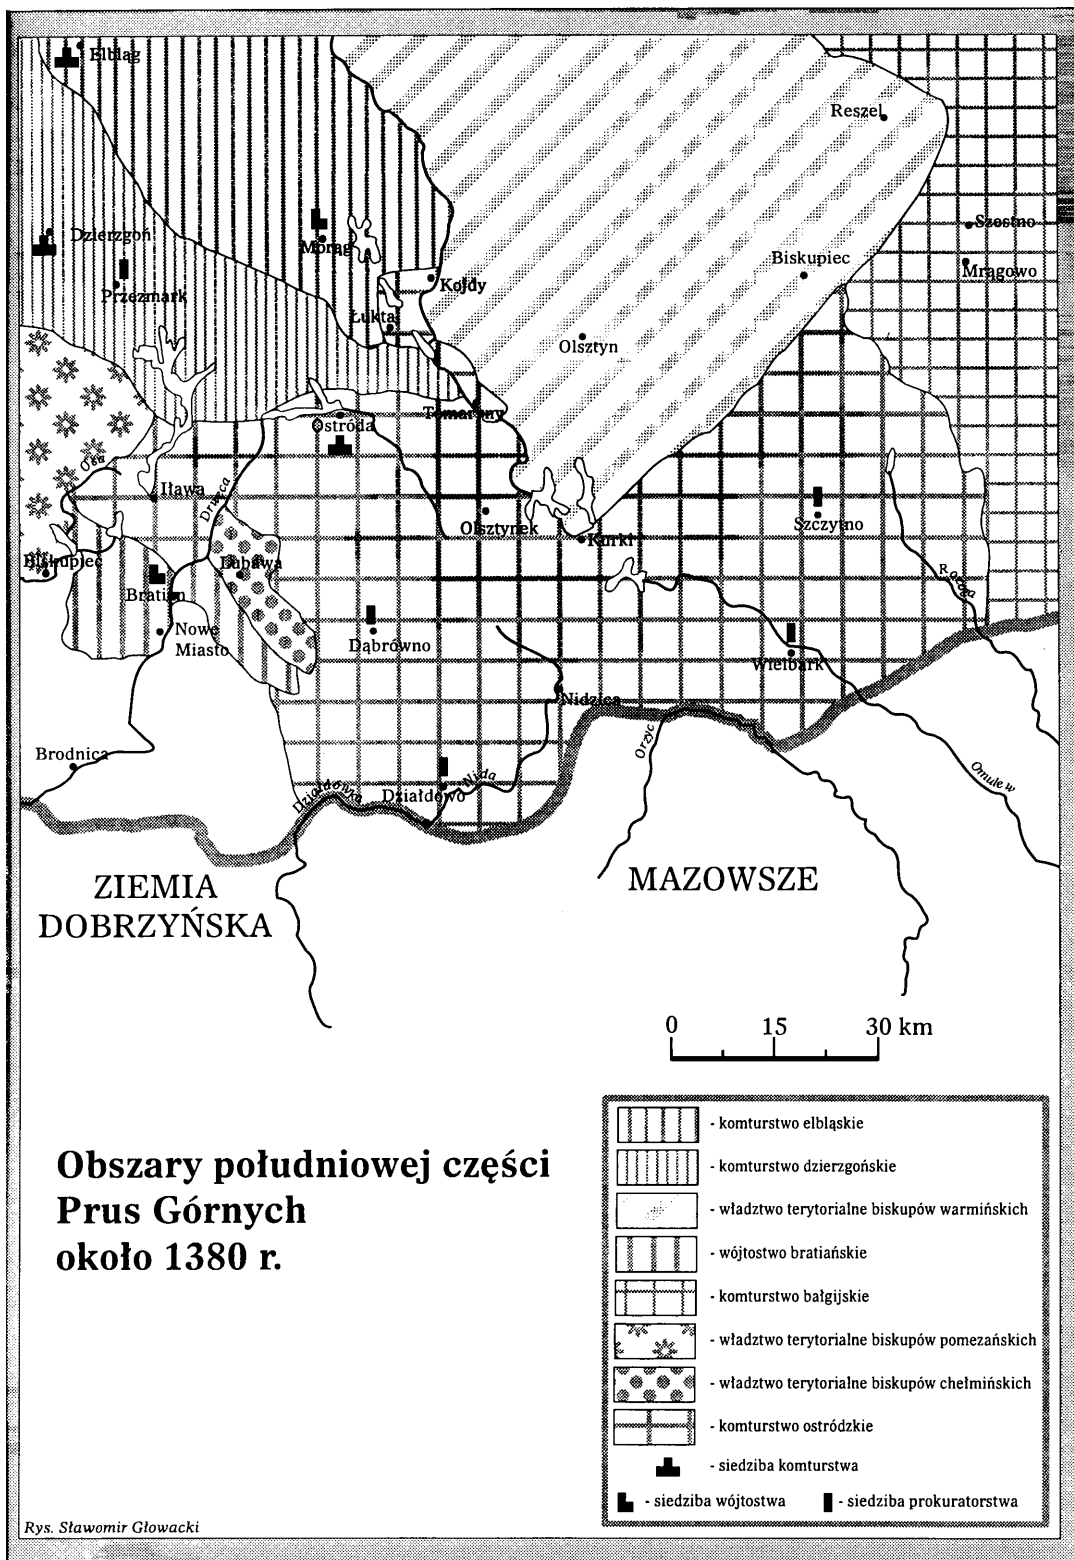 Elbląg
Reszel
Dzierzgoń
Morąg
Szestno
Biskupiec
Mrągowo
Przezmark
Kojdy
Łukta
Olsztyn
Tomaryny
Ostróda
Osa
Iława
Drwęca
Olsztynek
Szczytno
Kurki
Biskupiec
Lubawa
Rozoga
Bratian
Nowe
Miasto
Dąbrówno
Wielbark
Nidzica
Orzyc
Brodnica
Omulew
Nida
Działdówka
Działdowo
ZIEMIA
DOBRZYŃSKA
MAZOWSZE
0 15 30 km
Obszary południowej części
Prus Górnych
około 1380 r.
- komturstwo elbląskie
- komturstwo dzierzgońskie
- władztwo terytorialne biskupów warmińskich
- wójtostwo bratiańskie
- komturstwo bałgijskie
- władztwo terytorialne biskupów pomezańskich
- władztwo terytorialne biskupów chełmińskich
- komturstwo ostródzkie
- siedziba komturstwa
- siedziba wójtostwa - siedziba prokuratorstwa
Rys. Sławomir Głowacki